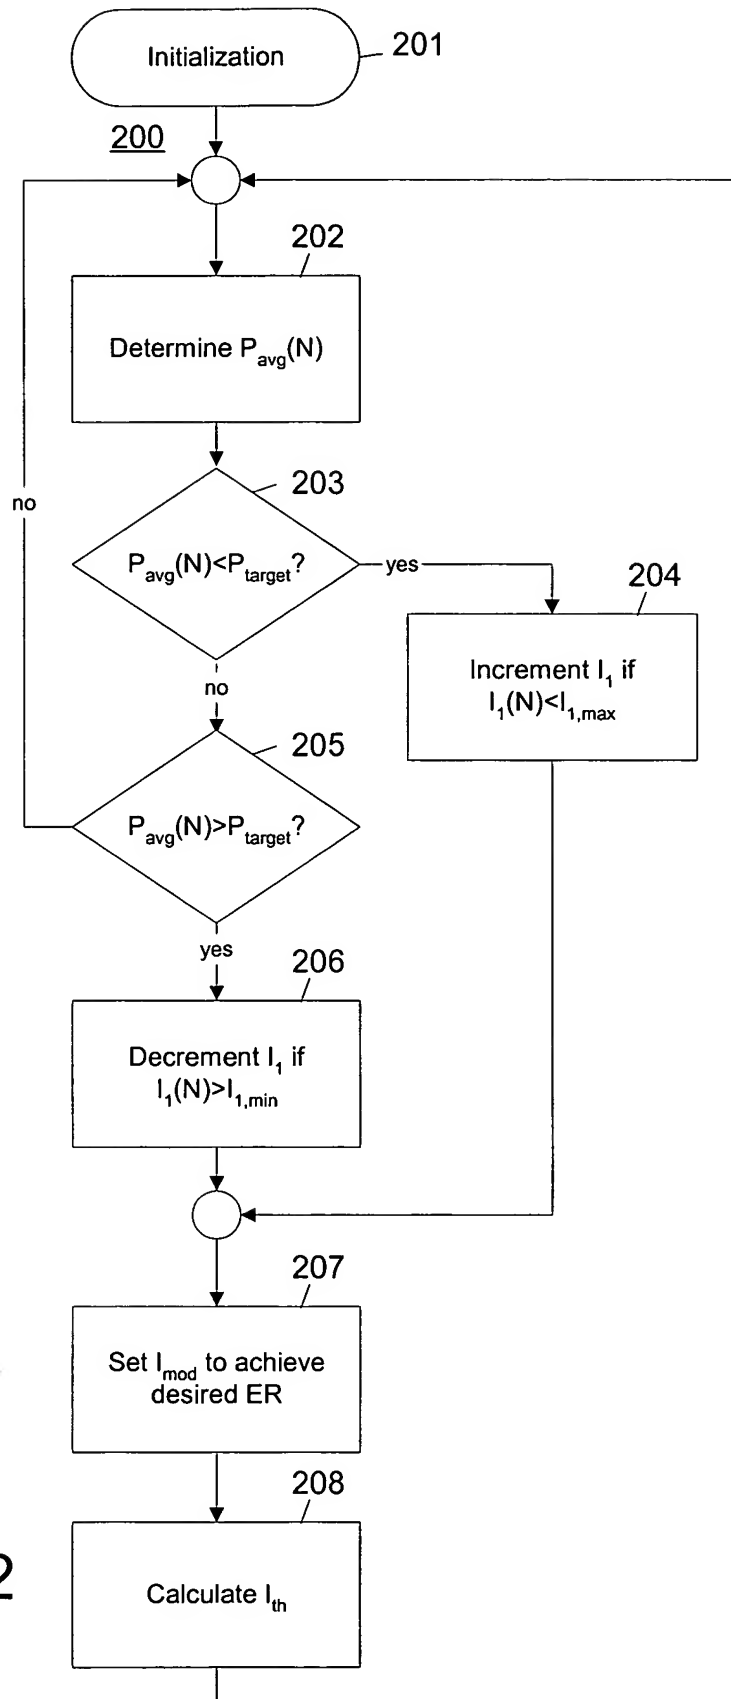 Initialization
201
200
202
Determine P_avg(N)
203
no
P_avg(N)<P_target?
yes
204
Increment I_1 if
I_1(N)<I_1,max
no
205
P_avg(N)>P_target?
yes
206
Decrement I_1 if
I_1(N)>I_1,min
207
Set I_mod to achieve
desired ER
208
2
Calculate I_th